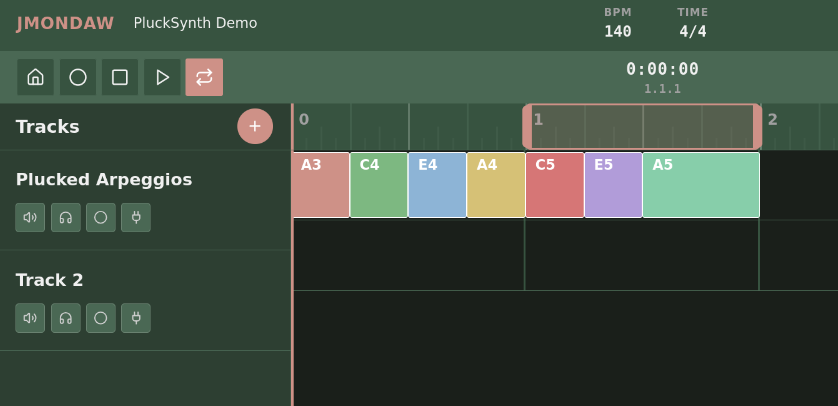 JMONDAW PluckSynth Demo BPM TIME
140 4/4
0:00:00
1.1.1
Tracks + 0 1 2
A3 C4 E4 A4 C5 E5 A5
Plucked Arpeggios
Track 2